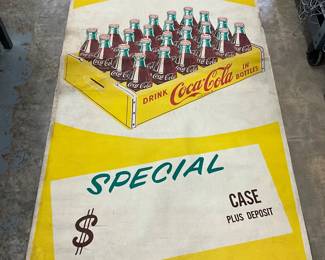 DRINK Coca-Cola IN BOTTLES
SPECIAL
$
CASE
PLUS DEPOSIT